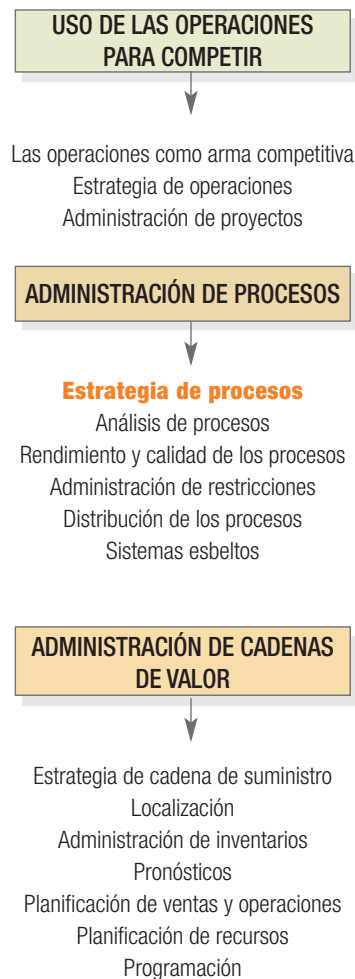 USO DE LAS OPERACIONES
PARA COMPETIR
Las operaciones como arma competitiva
Estrategia de operaciones
Administración de proyectos
ADMINISTRACIÓN DE PROCESOS
Estrategia de procesos
Análisis de procesos
Rendimiento y calidad de los procesos
Administración de restricciones
Distribución de los procesos
Sistemas esbeltos
ADMINISTRACIÓN DE CADENAS
DE VALOR
Estrategia de cadena de suministro
Localización
Administración de inventarios
Pronósticos
Planificación de ventas y operaciones
Planificación de recursos
Programación